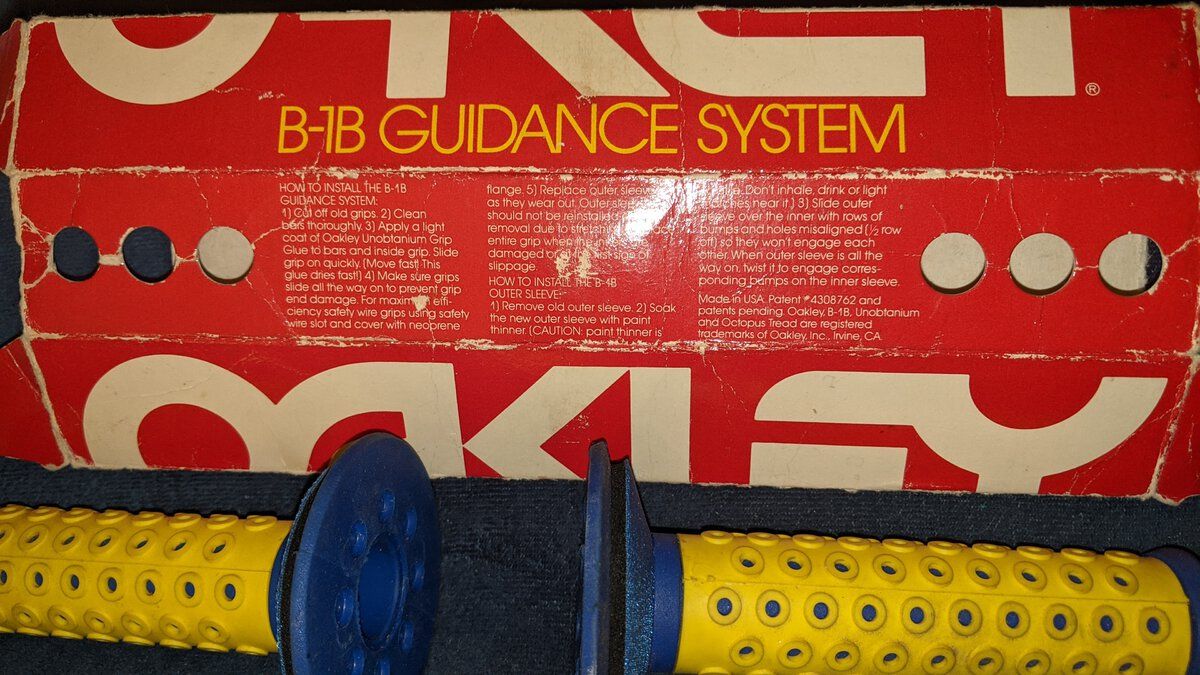 OAKLEY®
B-1B GUIDANCE SYSTEM
HOW TO INSTALL THE B-1B
GUIDANCE SYSTEM:
1) Cut off old grips. 2) Clean
bars thoroughly. 3) Apply a light
coat of Oakley Unobtanium Grip
Glue to bars and inside grip. Slide
grip on quickly. (Move fast! This
glue dries fast!) 4) Make sure grips
slide all the way on to prevent grip
end damage. For maximum effi-
ciency safety wire grips using safety
wire slot and cover with neoprene
flange. 5) Replace outer
as they wear out. Outer
should not be reinstalled
removal due to
entire grip when the
damaged or first sign of
slippage.
HOW TO INSTALL THE B-1B
OUTER SLEEVE:
1) Remove old outer sleeve. 2) Soak
the new outer sleeve with paint
thinner. (CAUTION: paint thinner is
Don't inhale, drink or light
matches near it.) 3) Slide outer
sleeve over the inner with rows of
bumps and holes misaligned (½ row
off) so they won't engage each
other. When outer sleeve is all the
way on, twist it to engage corres-
ponding bumps on the inner sleeve.
Made in USA. Patent #4308762 and
patents pending. Oakley, B-1B, Unobtanium
and Octopus Tread are registered
trademarks of Oakley, Inc., Irvine, CA
OAKLEY